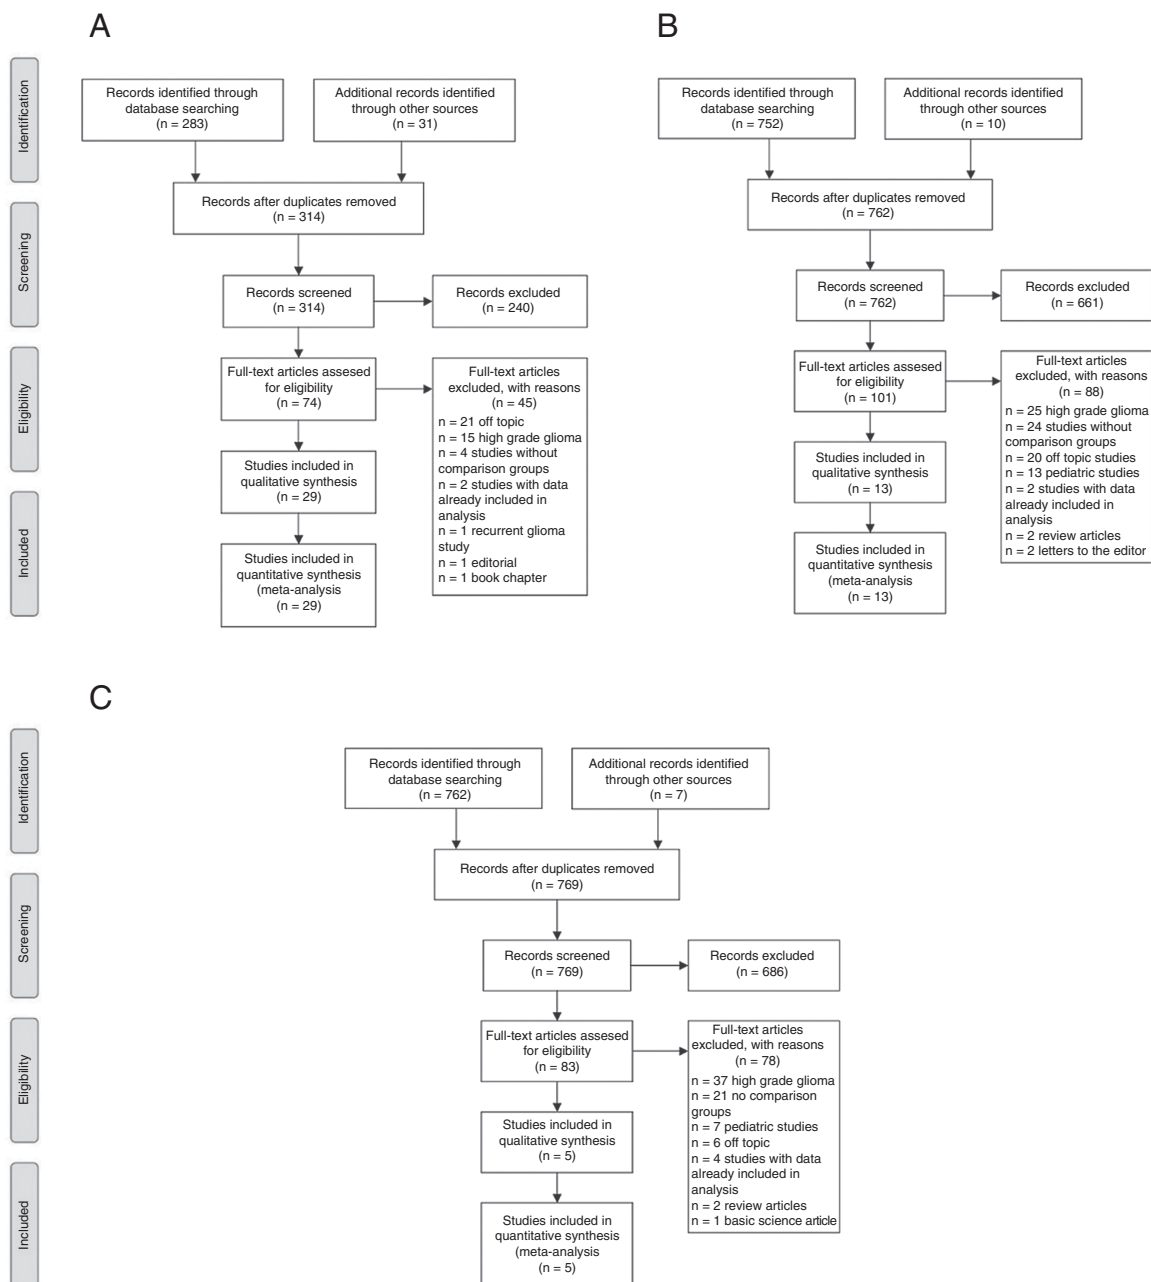 A
Identification
Screening
Eligibility
Included
Records identified through
database searching
(n = 283)
Additional records identified
through other sources
(n = 31)
Records after duplicates removed
(n = 314)
Records screened
(n = 314)
Records excluded
(n = 240)
Full-text articles assesed
for eligibility
(n = 74)
Full-text articles
excluded, with reasons
(n = 45)
n = 21 off topic
n = 15 high grade glioma
n = 4 studies without
comparison groups
n = 2 studies with data
already included in
analysis
n = 1 recurrent glioma
study
n = 1 editorial
n = 1 book chapter
Studies included in
qualitative synthesis
(n = 29)
Studies included in
quantitative synthesis
(meta-analysis
(n = 29)
B
Records identified through
database searching
(n = 752)
Additional records identified
through other sources
(n = 10)
Records after duplicates removed
(n = 762)
Records screened
(n = 762)
Records excluded
(n = 661)
Full-text articles assesed
for eligibility
(n = 101)
Full-text articles
excluded, with reasons
(n = 88)
n = 25 high grade glioma
n = 24 studies without
comparison groups
n = 20 off topic studies
n = 13 pediatric studies
n = 2 studies with data
already included in
analysis
n = 2 review articles
n = 2 letters to the editor
Studies included in
qualitative synthesis
(n = 13)
Studies included in
quantitative synthesis
(meta-analysis
(n = 13)
C
Identification
Screening
Eligibility
Included
Records identified through
database searching
(n = 762)
Additional records identified
through other sources
(n = 7)
Records after duplicates removed
(n = 769)
Records screened
(n = 769)
Records excluded
(n = 686)
Full-text articles assesed
for eligibility
(n = 83)
Full-text articles
excluded, with reasons
(n = 78)
n = 37 high grade glioma
n = 21 no comparison
groups
n = 7 pediatric studies
n = 6 off topic
n = 4 studies with data
already included in
analysis
n = 2 review articles
n = 1 basic science article
Studies included in
qualitative synthesis
(n = 5)
Studies included in
quantitative synthesis
(meta-analysis
(n = 5)